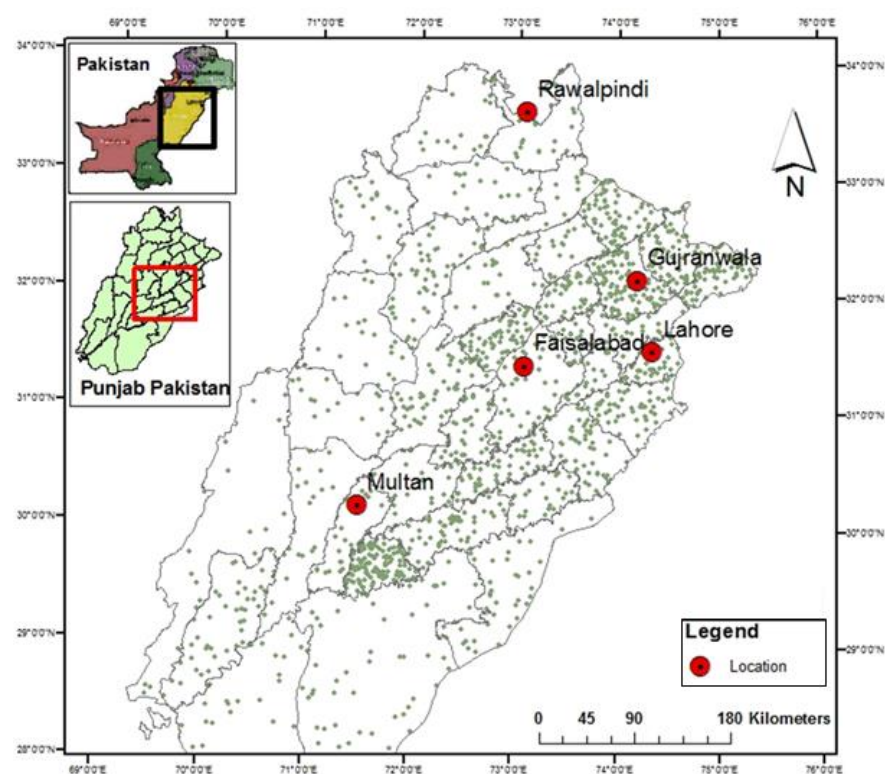 69°0'0"E 70°0'0"E 71°0'0"E 72°0'0"E 73°0'0"E 74°0'0"E 75°0'0"E
34°0'0"N
34°0'0"N
Pakistan
Rawalpindi
33°0'0"N
33°0'0"N
N
Gujranwala
32°0'0"N
32°0'0"N
Faisalabad
Lahore
Punjab Pakistan
31°0'0"N
31°0'0"N
Multan
30°0'0"N
30°0'0"N
29°0'0"N
29°0'0"N
Legend
Location
0 45 90 180 Kilometers
28°0'0"N
68°0'0"E 69°0'0"E 70°0'0"E 71°0'0"E 72°0'0"E 73°0'0"E 74°0'0"E 75°0'0"E 76°0'0"E